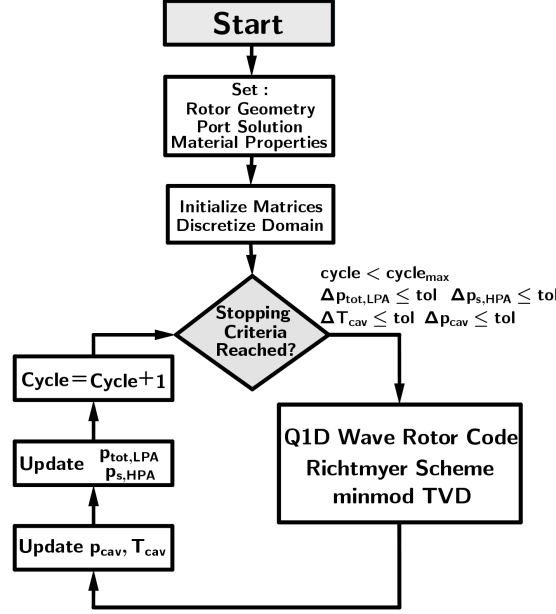 Start
Set :
Rotor Geometry
Port Solution
Material Properties
Initialize Matrices
Discretize Domain
Stopping
Criteria
Reached?
cycle < cycle_max
Δp_tot,LPA ≤ tol Δp_s,HPA ≤ tol
ΔT_cav ≤ tol Δp_cav ≤ tol
Q1D Wave Rotor Code
Richtmyer Scheme
minmod TVD
Update p_cav, T_cav
Update p_tot,LPA
p_s,HPA
Cycle=Cycle+1